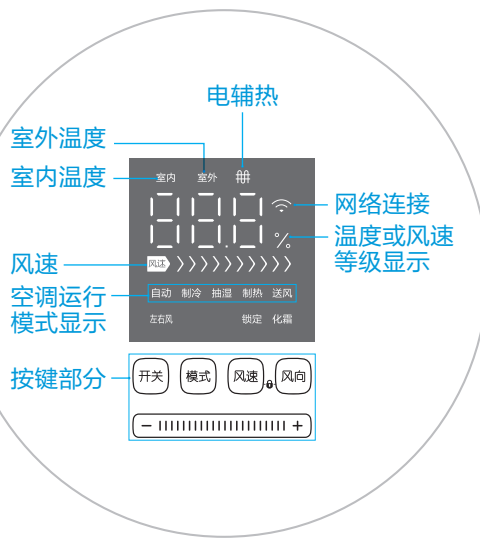 电辅热
室外温度
室内温度
室内 室外
888
℅
网络连接
温度或风速
等级显示
风速
风速
空调运行
模式显示
自动 制冷 抽湿 制热 送风
左右风 锁定 化霜
按键部分
开关 模式 风速 风向
- +